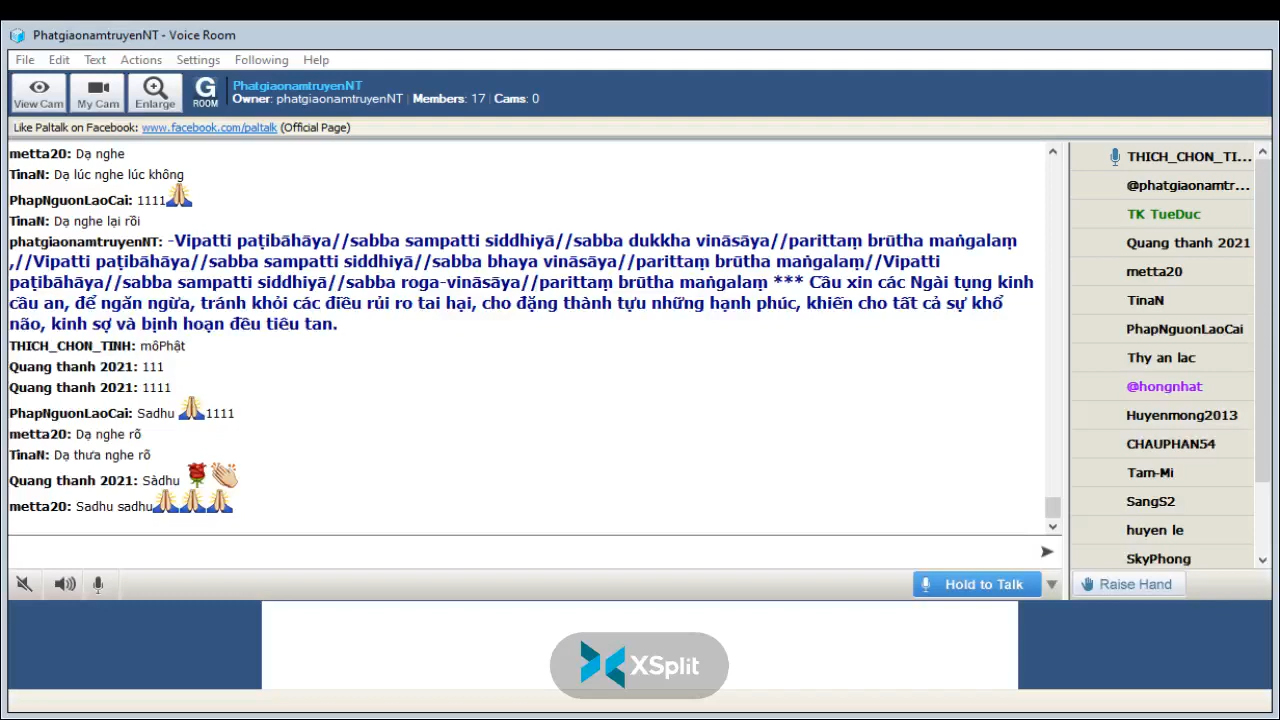 PhatgiaonamtruyenNT - Voice Room
File Edit Text Actions Settings Following Help
View Cam
My Cam
Enlarge
G
ROOM
PhatgiaonamtruyenNT
Owner: phatgiaonamtruyenNT | Members: 17 | Cams: 0
Like Paltalk on Facebook: www.facebook.com/paltalk (Official Page)
metta20: Dạ nghe
TinaN: Dạ lúc nghe lúc không
PhapNguonLaoCai: 1111🙏
TinaN: Dạ nghe lại rồi
phatgiaonamtruyenNT: -Vipatti paṭibāhāya//sabba sampatti siddhiyā//sabba dukkha vināsāya//parittaṃ brūtha maṅgalaṃ
,//Vipatti paṭibāhāya//sabba sampatti siddhiyā//sabba bhaya vināsāya//parittaṃ brūtha maṅgalaṃ//Vipatti
paṭibāhāya//sabba sampatti siddhiyā//sabba roga-vināsāya//parittaṃ brūtha maṅgalaṃ *** Cầu xin các Ngài tụng kinh
cầu an, để ngăn ngừa, tránh khỏi các điều rủi ro tai hại, cho đặng thành tựu những hạnh phúc, khiến cho tất cả sự khổ
não, kinh sợ và bịnh hoạn đều tiêu tan.
THICH_CHON_TINH: môPhật
Quang thanh 2021: 111
Quang thanh 2021: 1111
PhapNguonLaoCai: Sadhu 🙏1111
metta20: Dạ nghe rõ
TinaN: Dạ thưa nghe rõ
Quang thanh 2021: Sàdhu 🌹👏
metta20: Sadhu sadhu🙏🙏🙏
THICH_CHON_TI...
@phatgiaonamtr...
TK TueDuc
Quang thanh 2021
metta20
TinaN
PhapNguonLaoCai
Thy an lac
@hongnhat
Huyenmong2013
CHAUPHAN54
Tam-Mi
SangS2
huyen le
SkyPhong
Hold to Talk
Raise Hand
XSplit